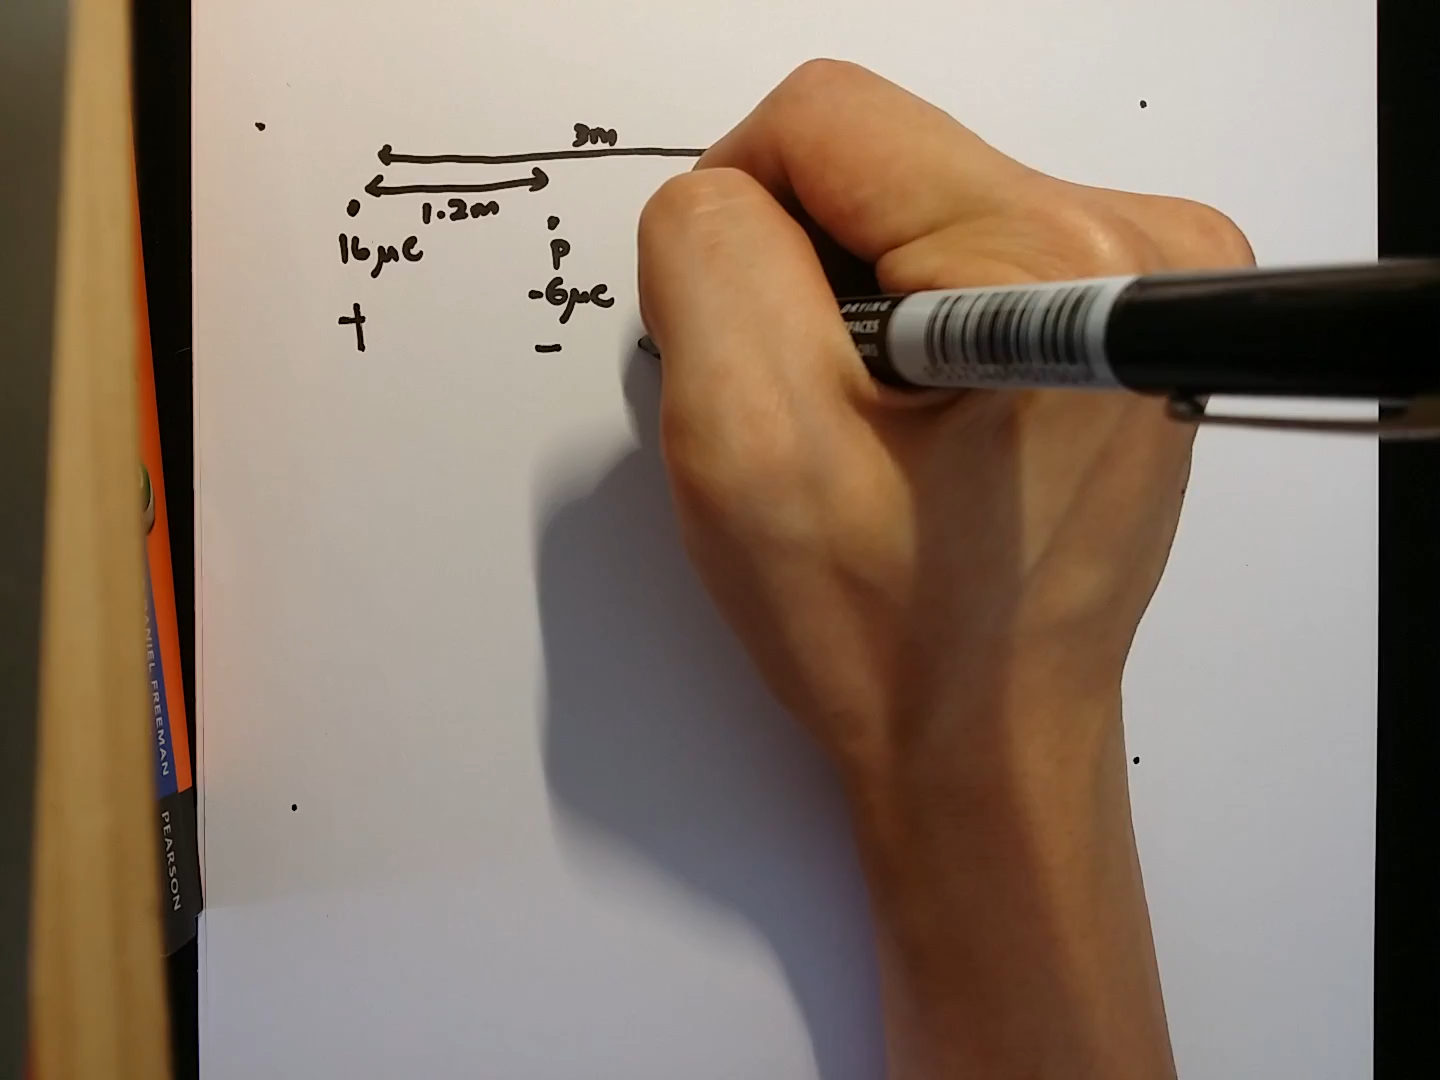 3m
1.2m
16μC
P
-6μC
+
-
DANIEL FREEMAN
PEARSON